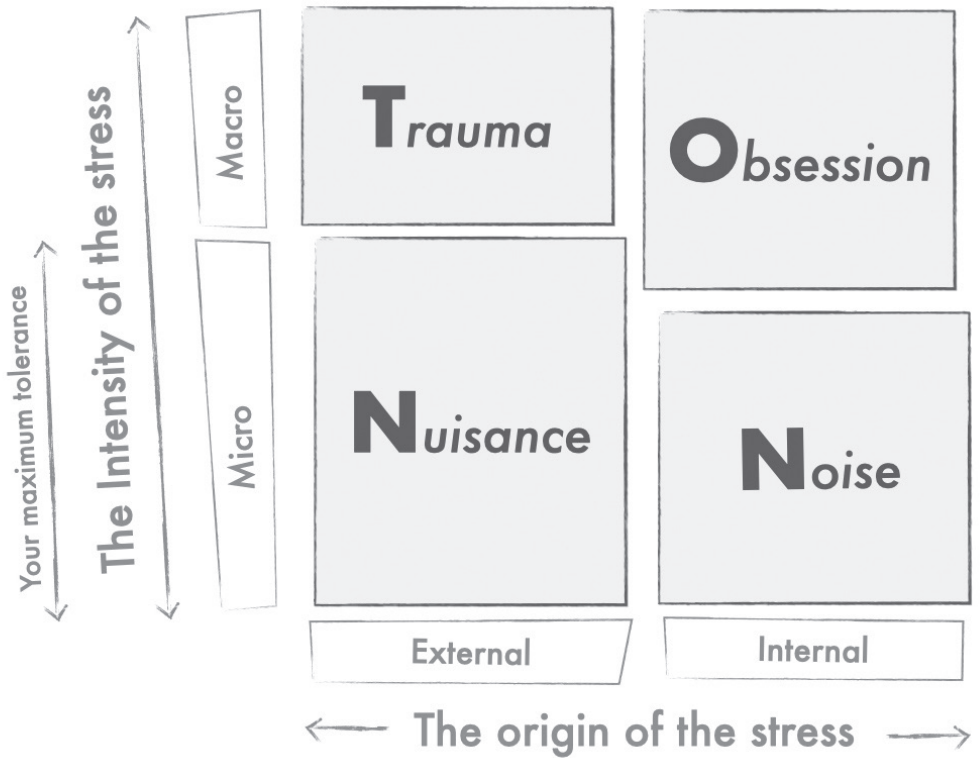 Your maximum tolerance
The Intensity of the stress
Macro
Micro
Trauma
Obsession
Nuisance
Noise
External
Internal
The origin of the stress